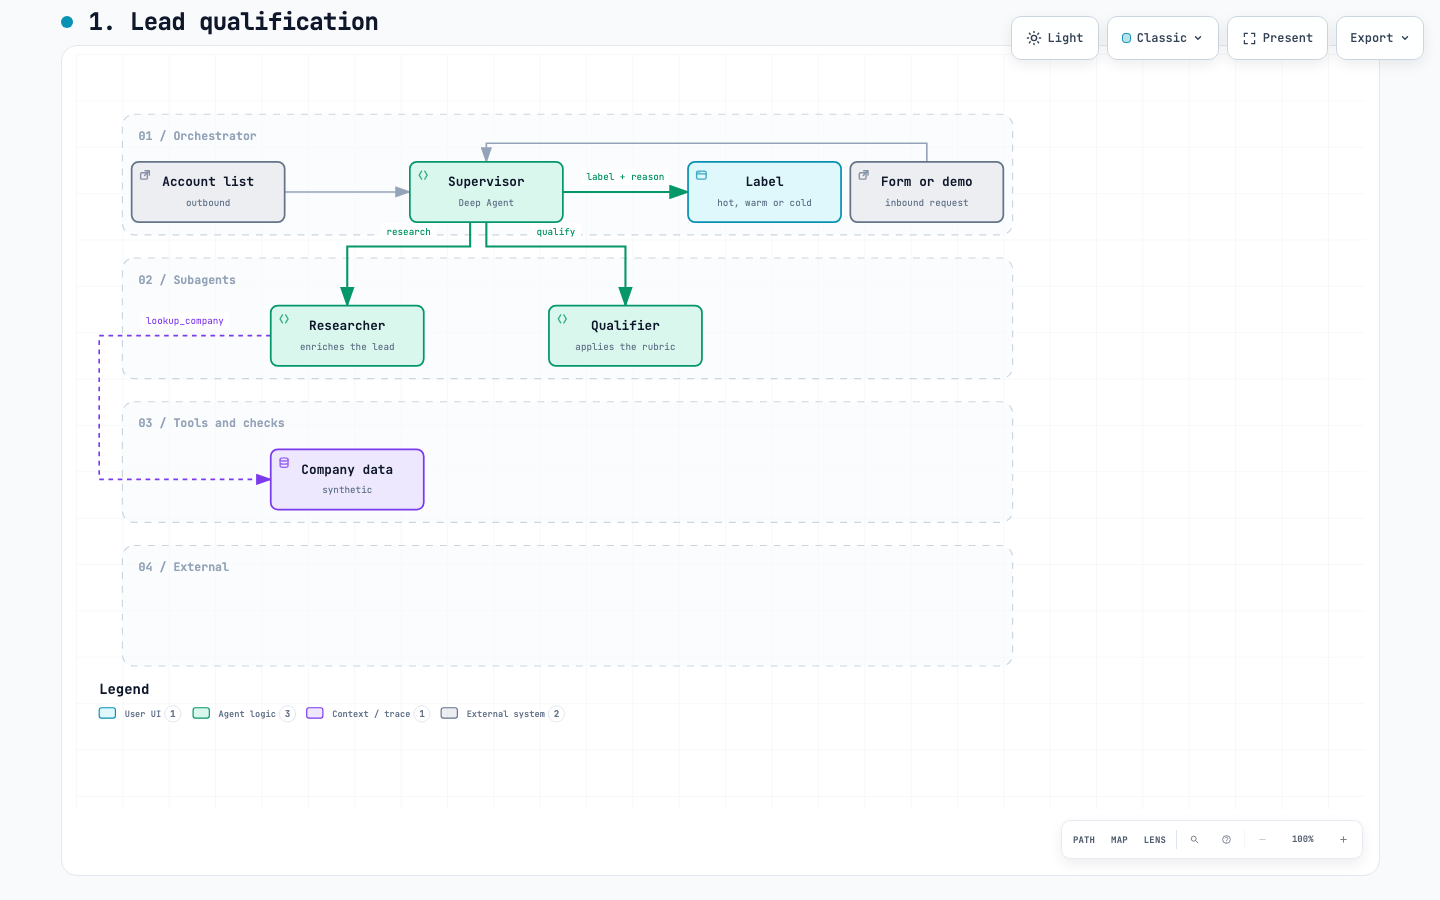 1. Lead qualification
Light
Classic
Present
Export
01 / Orchestrator
Account list
outbound
Supervisor
Deep Agent
label + reason
Label
hot, warm or cold
Form or demo
inbound request
research
qualify
02 / Subagents
lookup_company
Researcher
enriches the lead
Qualifier
applies the rubric
03 / Tools and checks
Company data
synthetic
04 / External
Legend
User UI 1
Agent logic 3
Context / trace 1
External system 2
PATH MAP LENS − 100% +